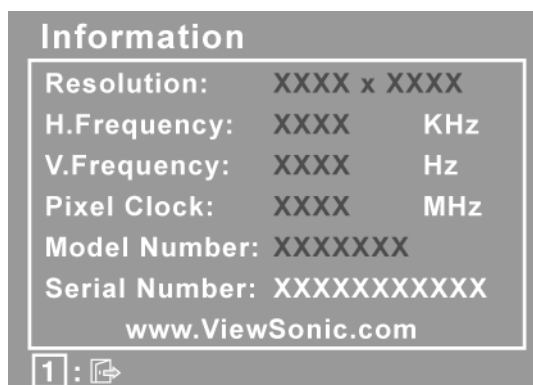 Information
Resolution: XXXX x XXXX
H.Frequency: XXXX KHz
V.Frequency: XXXX Hz
Pixel Clock: XXXX MHz
Model Number: XXXXXXX
Serial Number: XXXXXXXXXXX
www.ViewSonic.com
1 :